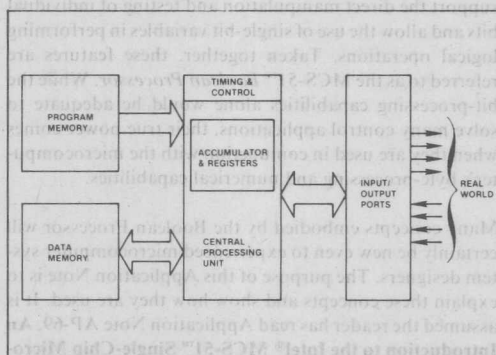 support the direct manipulation and testing of individual
bits and allow the use of single-bit variables in performing
logical operations. Taken together, these features are
referred to as the MCS-51™ Boolean Processor. While the
bit-processing capabilities alone would be adequate to
solve many control applications, their true power comes
when they are used in conjunction with the microcompu-
ter's byte-processing and numerical capabilities.
Many concepts embodied by the Boolean Processor will
certainly be new even to experienced microcomputer sys-
tem designers. The purpose of this Application Note is to
explain these concepts and show how they are used. It is
assumed the reader has read Application Note AP-69, An
Introduction to the Intel® MCS-51™ Single-Chip Micro-
TIMING &
CONTROL
PROGRAM
MEMORY
ACCUMULATOR
& REGISTERS
INPUT/
OUTPUT
PORTS
REAL
WORLD
DATA
MEMORY
CENTRAL
PROCESSING
UNIT